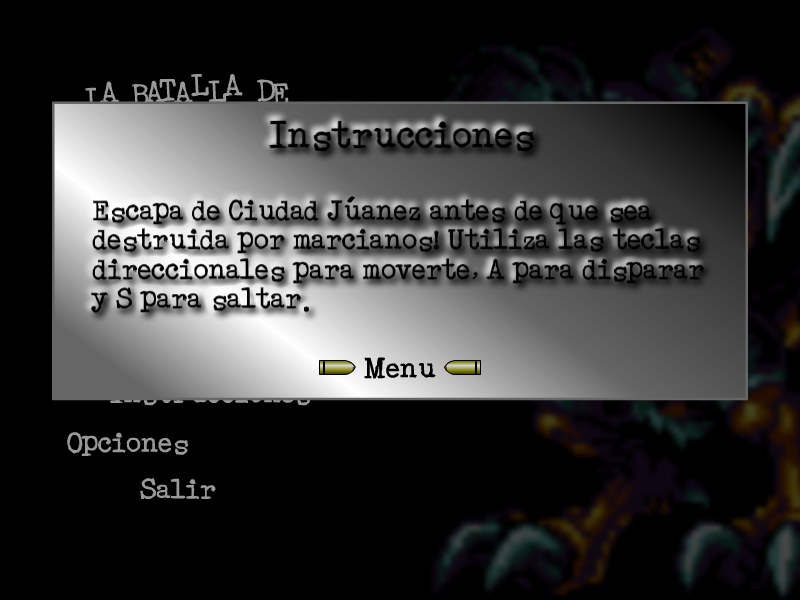 LA BATALLA DE
Instrucciones
Escapa de Ciudad Júanez antes de que sea
destruida por marcianos! Utiliza las teclas
direccionales para moverte, A para disparar
y S para saltar.
Menu
Instrucciones
Opciones
Salir